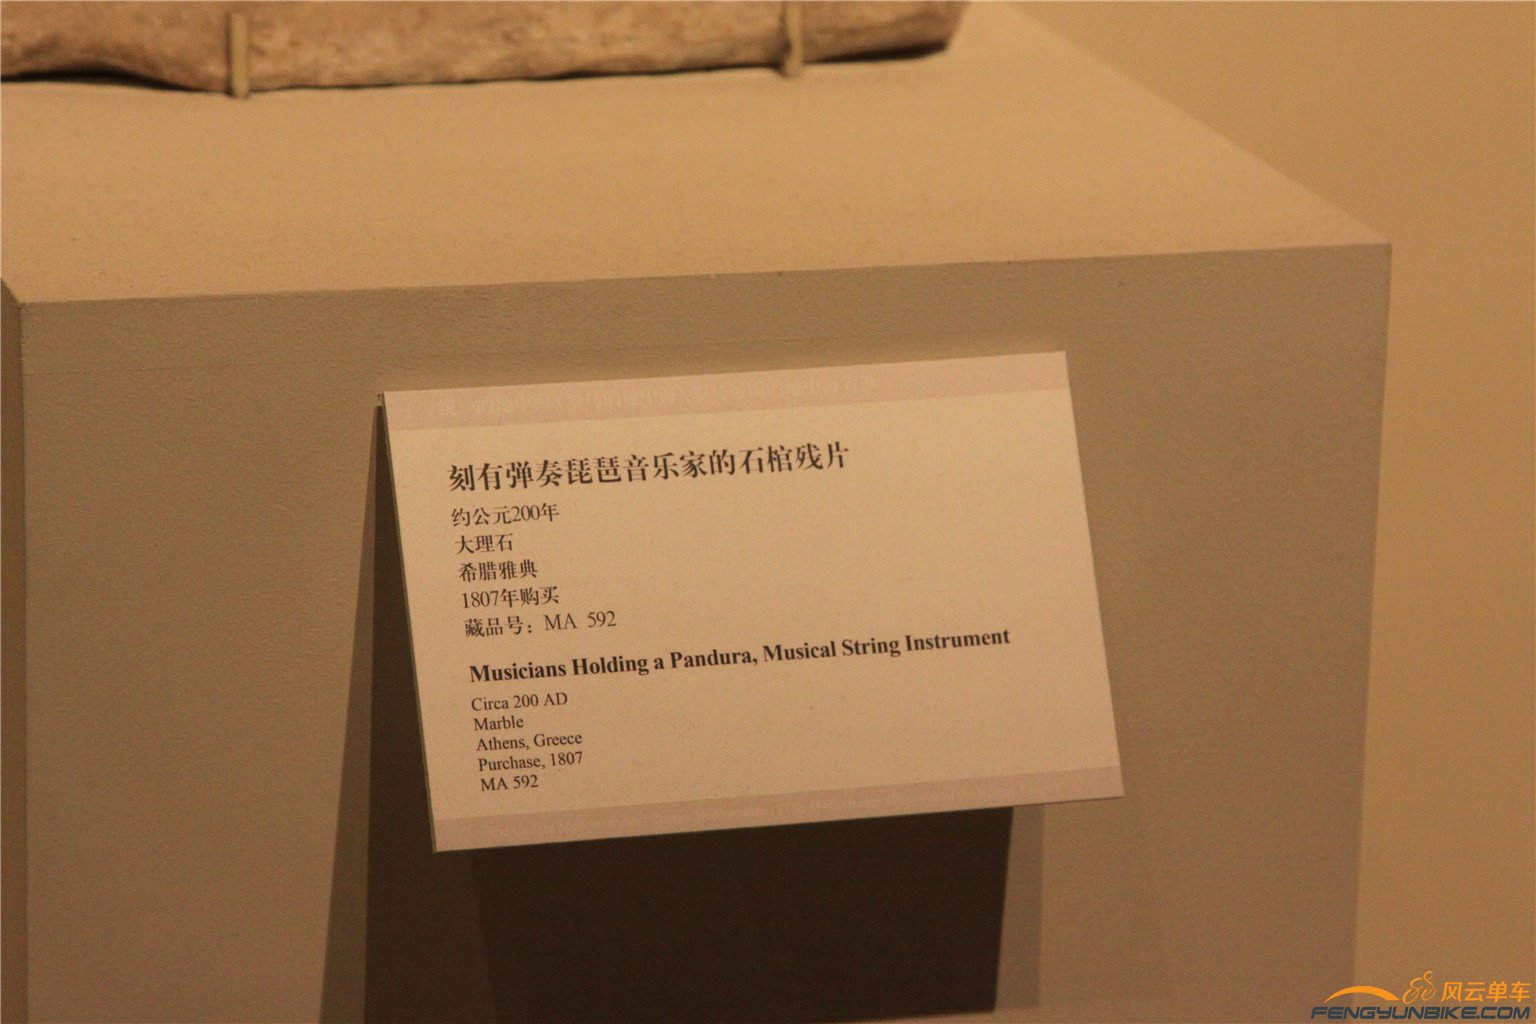 刻有弹奏琵琶音乐家的石棺残片
约公元200年
大理石
希腊雅典
1807年购买
藏品号：MA 592
Musicians Holding a Pandura, Musical String Instrument
Circa 200 AD
Marble
Athens, Greece
Purchase, 1807
MA 592
风云单车
FENGYUNBIKE.COM